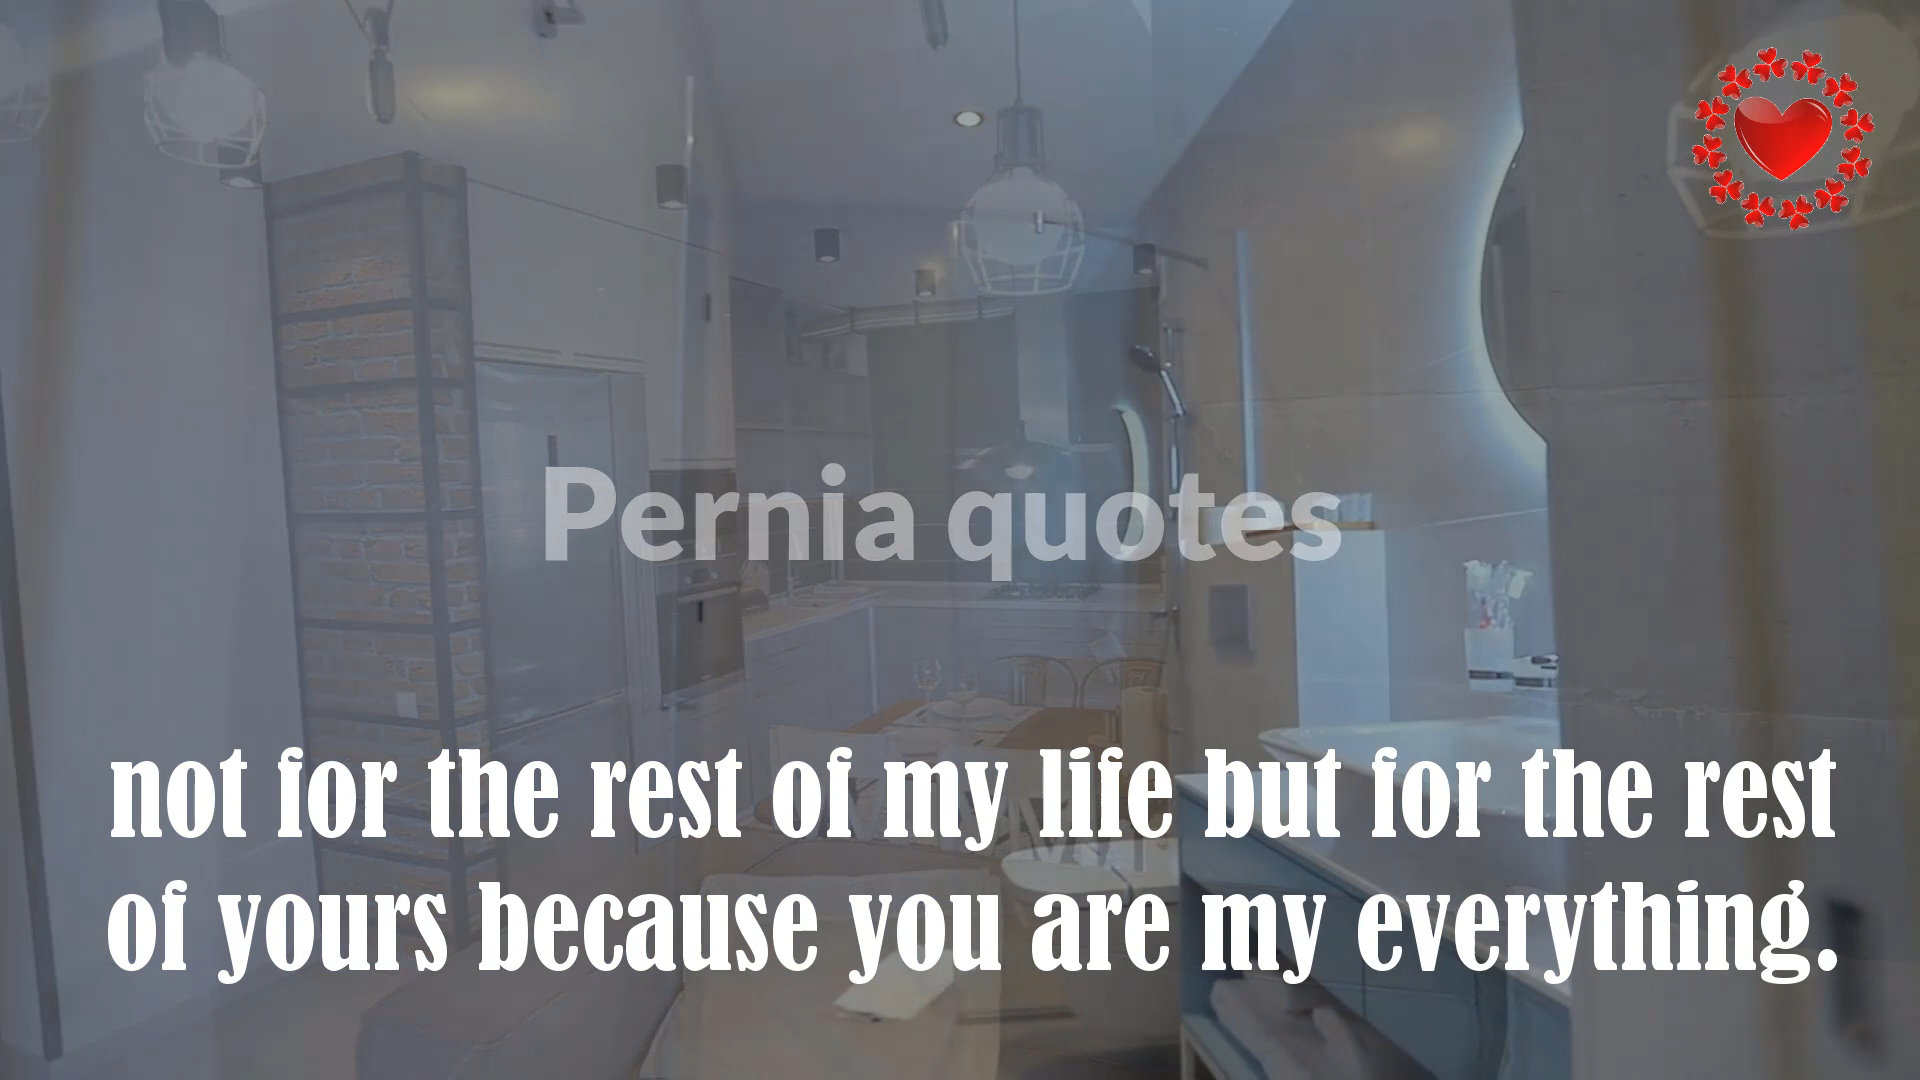 Pernia quotes
not for the rest of my life but for the rest
of yours because you are my everything.